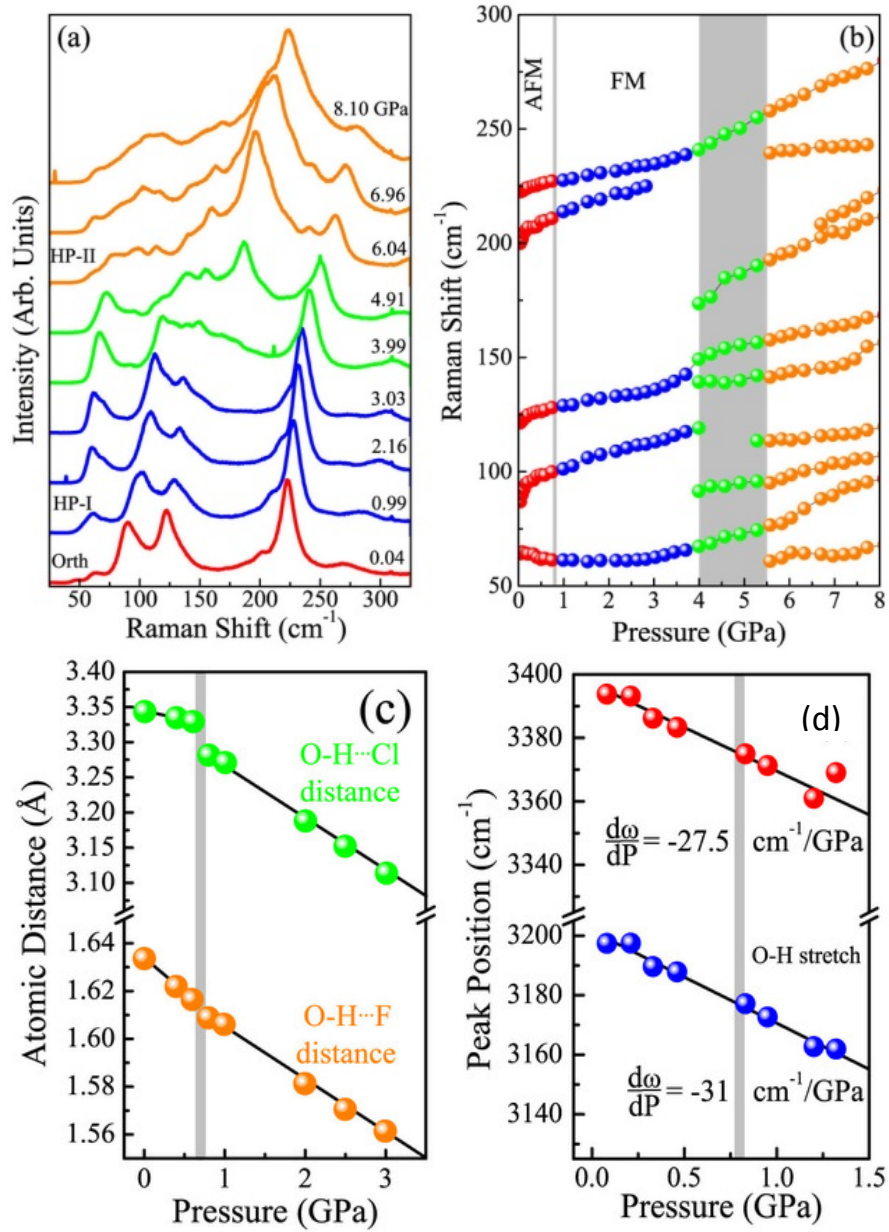 (a)
8.10 GPa
6.96
6.04
HP-II
4.91
3.99
3.03
2.16
HP-I
0.99
Orth
0.04
50 100 150 200 250 300
Raman Shift (cm-1)
Intensity (Arb. Units)
(b)
AFM
FM
300
250
200
150
100
50
0 1 2 3 4 5 6 7 8
Pressure (GPa)
Raman Shift (cm-1)
(c)
3.40
3.35
3.30
3.25
3.20
3.15
3.10
1.64
1.62
1.60
1.58
1.56
O-H···Cl
distance
O-H···F
distance
0 1 2 3
Pressure (GPa)
Atomic Distance (Å)
(d)
3400
3380
3360
3340
3200
3180
3160
3140
dω/dP = -27.5 cm-1/GPa
O-H stretch
dω/dP = -31 cm-1/GPa
0.0 0.5 1.0 1.5
Pressure (GPa)
Peak Position (cm-1)